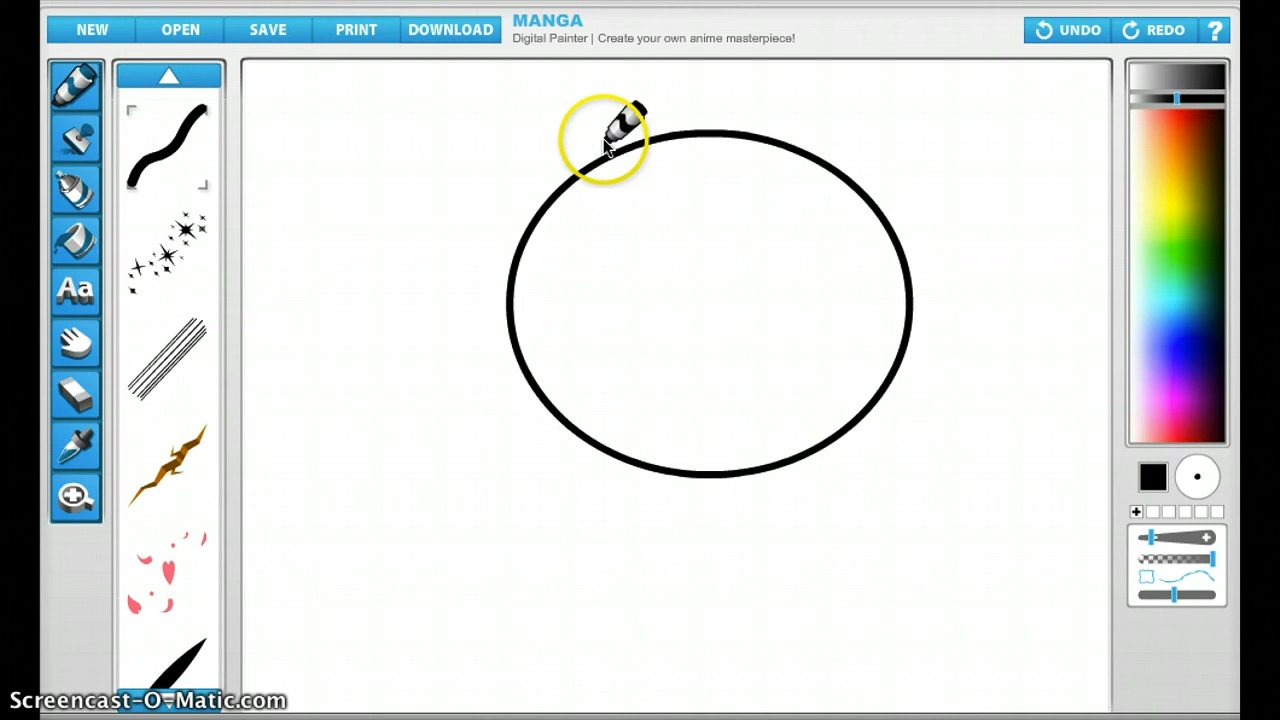 NEW OPEN SAVE PRINT DOWNLOAD
MANGA
Digital Painter | Create your own anime masterpiece!
UNDO REDO ?
Aa
Screencast-O-Matic.com